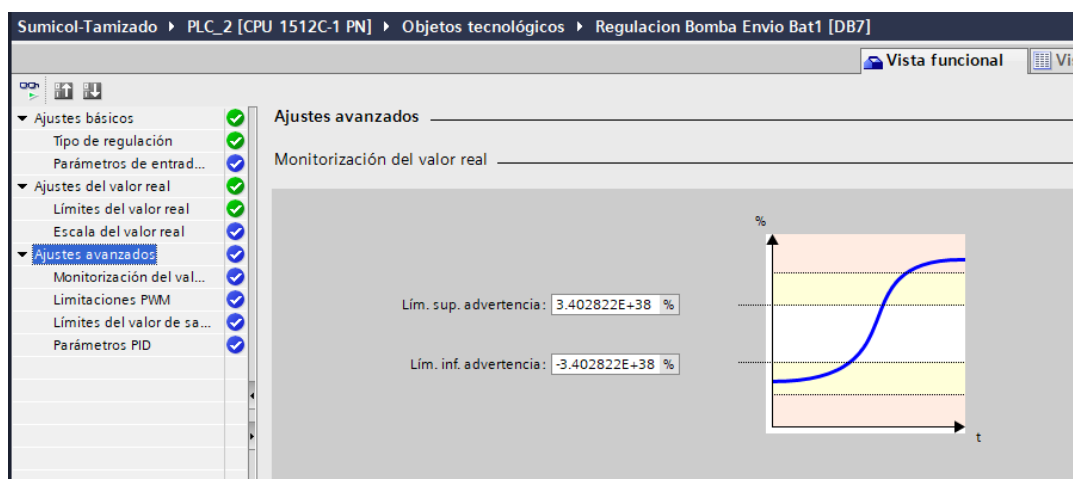 Sumicol-Tamizado ▸ PLC_2 [CPU 1512C-1 PN] ▸ Objetos tecnológicos ▸ Regulacion Bomba Envio Bat1 [DB7]
Vista funcional Vi
Ajustes básicos
Tipo de regulación
Parámetros de entrad...
Ajustes del valor real
Límites del valor real
Escala del valor real
Ajustes avanzados
Monitorización del val...
Limitaciones PWM
Límites del valor de sa...
Parámetros PID
Ajustes avanzados
Monitorización del valor real
%
Lím. sup. advertencia: 3.402822E+38 %
Lím. inf. advertencia: -3.402822E+38 %
t